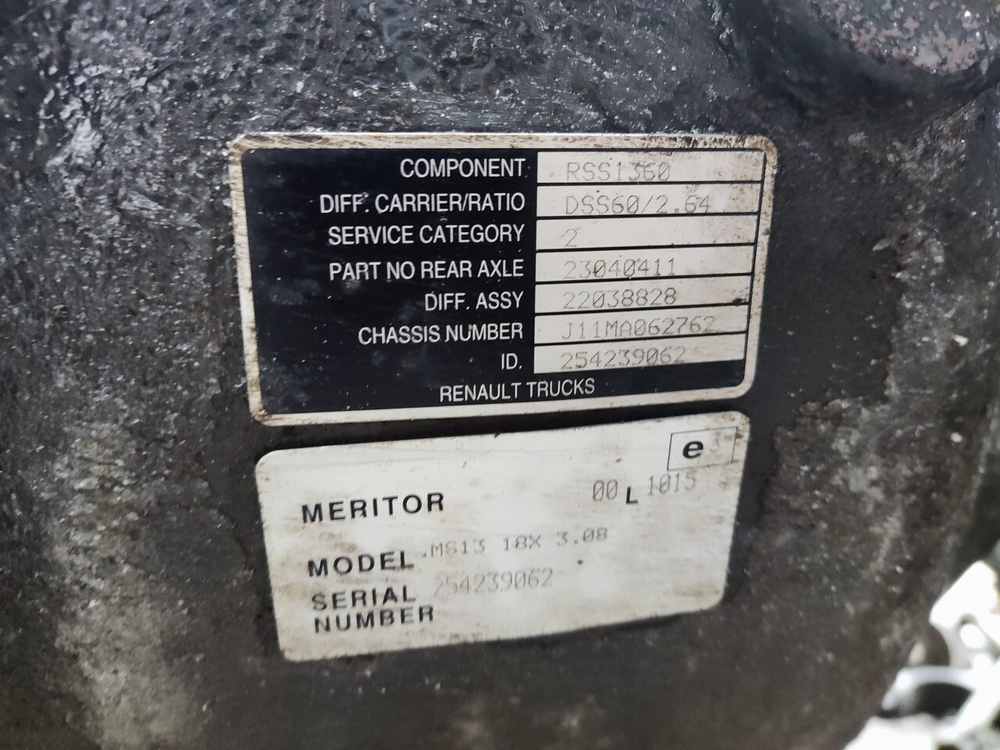 COMPONENT RSS1360
DIFF. CARRIER/RATIO DSS60/2.64
SERVICE CATEGORY 2
PART NO REAR AXLE 23040411
DIFF. ASSY 22038828
CHASSIS NUMBER J11MA062762
ID. 254239062
RENAULT TRUCKS
e 3
MERITOR 00 L 1015
MODEL MS13 18X 3.08
SERIAL 254239062
NUMBER